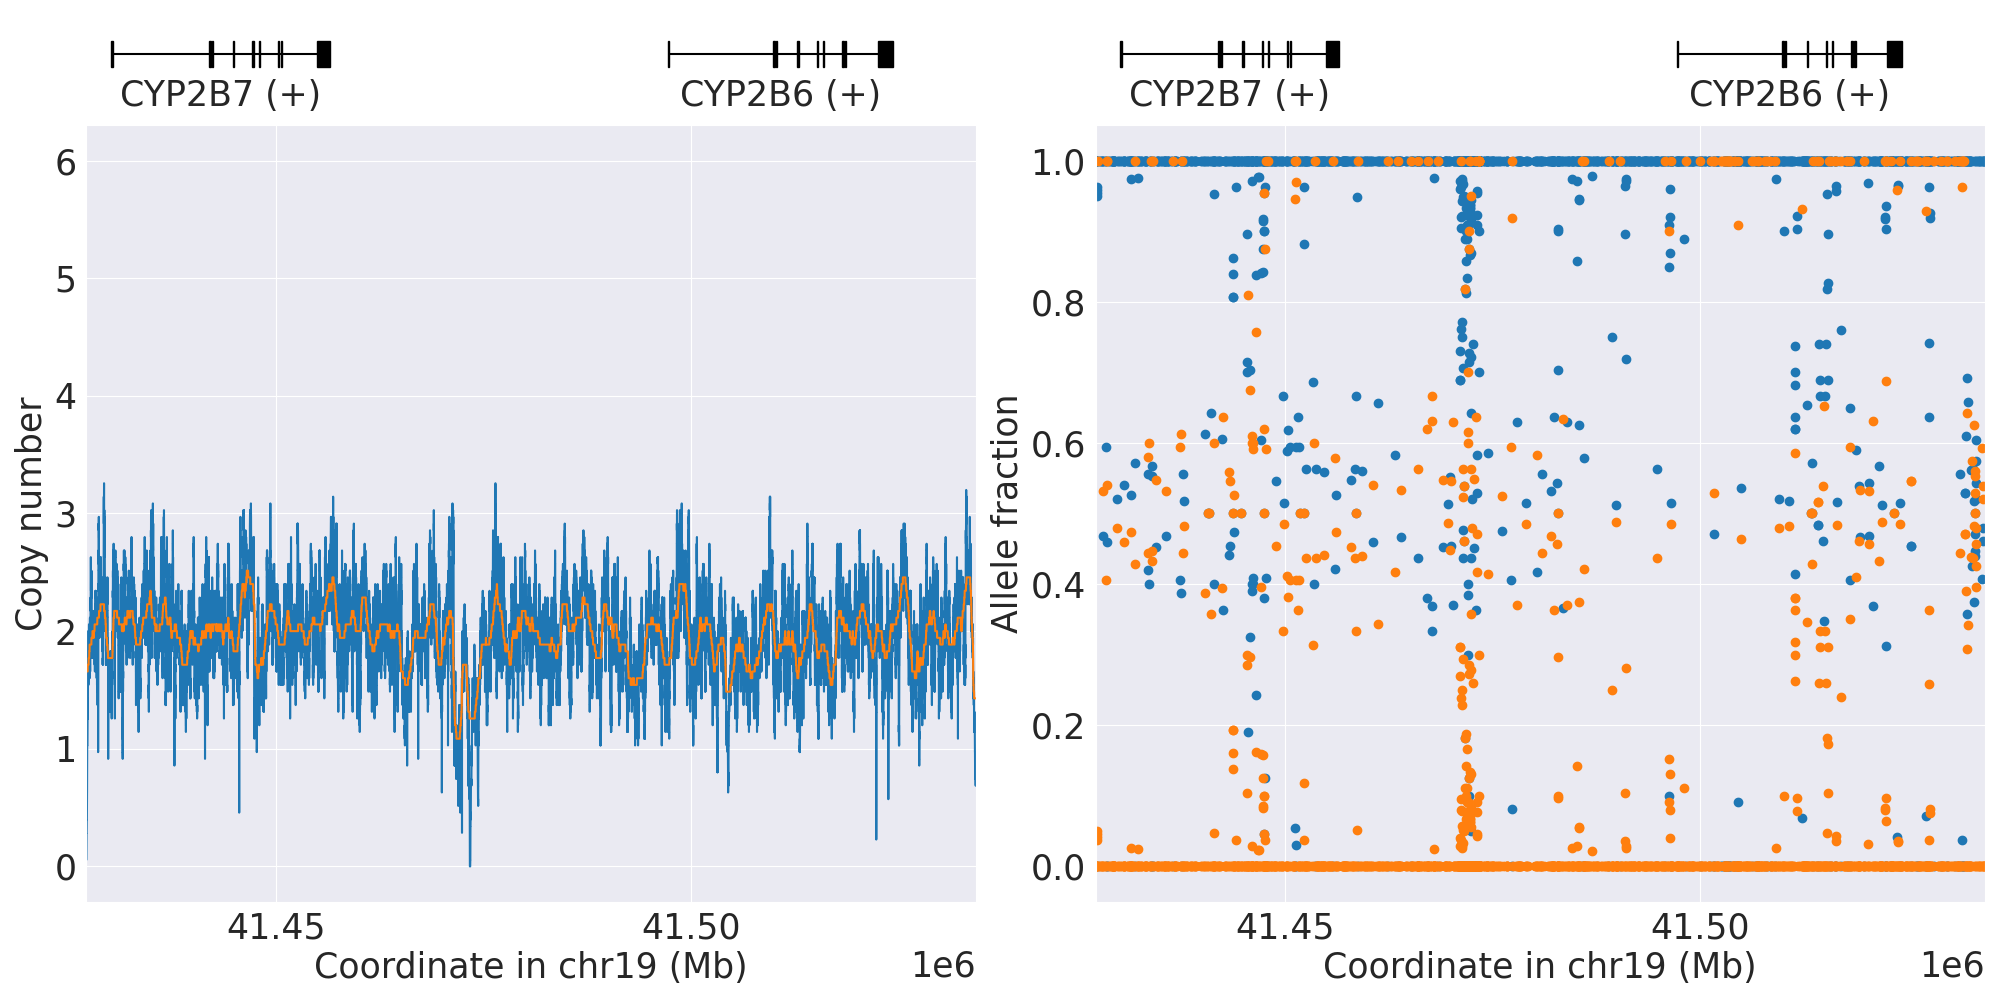 CYP2B7 (+)
CYP2B6 (+)
6
5
4
3
2
1
0
Copy number
41.45
41.50
Coordinate in chr19 (Mb)
1e6
CYP2B7 (+)
CYP2B6 (+)
1.0
0.8
0.6
0.4
0.2
0.0
Allele fraction
41.45
41.50
Coordinate in chr19 (Mb)
1e6